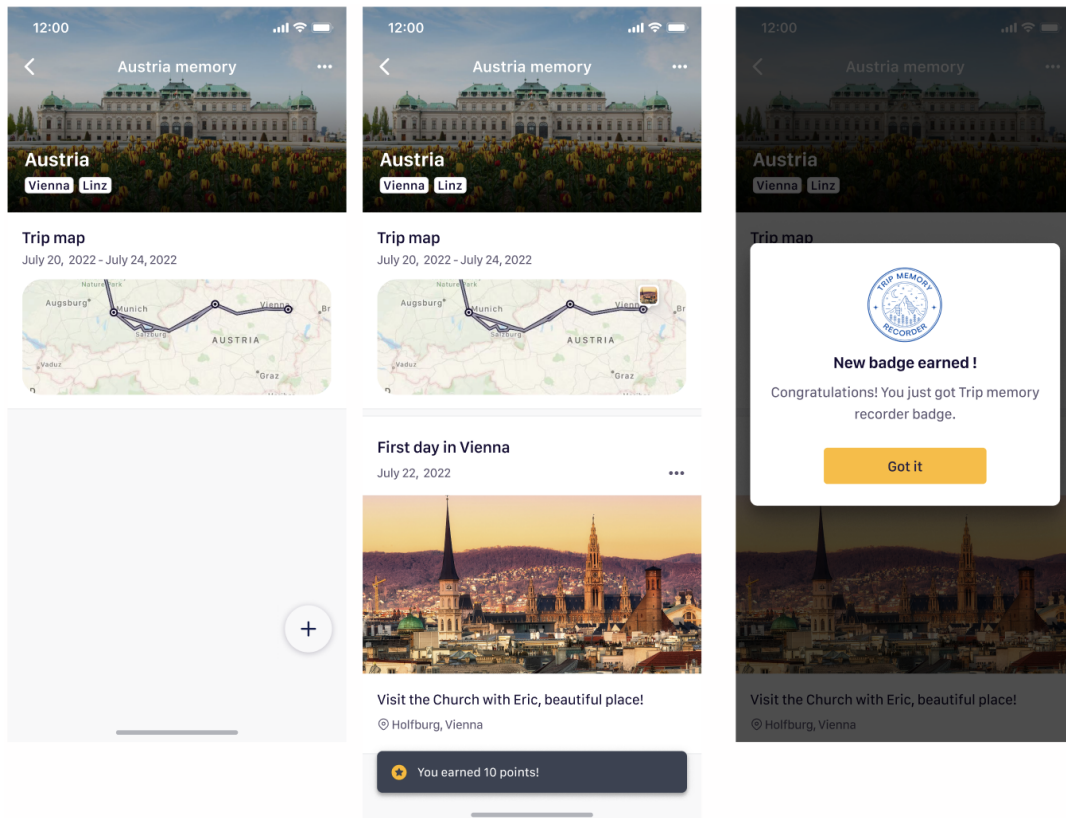 12:00
Austria memory
Austria
Vienna Linz
Trip map
July 20, 2022 - July 24, 2022
Augsburg
Munich
Vienna
Br
Salzburg
AUSTRIA
Vaduz
Graz
12:00
Austria memory
Austria
Vienna Linz
Trip map
July 20, 2022 - July 24, 2022
Augsburg
Munich
Vien
Br
Salzburg
AUSTRIA
Vaduz
Graz
First day in Vienna
July 22, 2022
Visit the Church with Eric, beautiful place!
Holfburg, Vienna
You earned 10 points!
12:00
Austria memory
Austria
Vienna Linz
Trip map
TRIP MEMORY
RECORDER
New badge earned !
Congratulations! You just got Trip memory
recorder badge.
Got it
Visit the Church with Eric, beautiful place!
Holfburg, Vienna